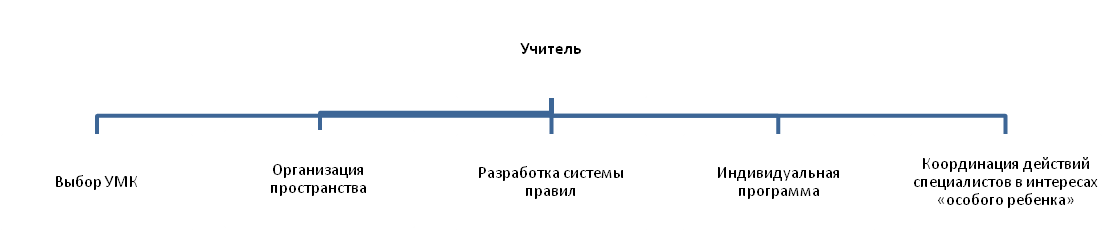 Учитель
Выбор УМК
Организация
пространства
Разработка системы
правил
Индивидуальная
программа
Координация действий
специалистов в интересах
«особого ребенка»